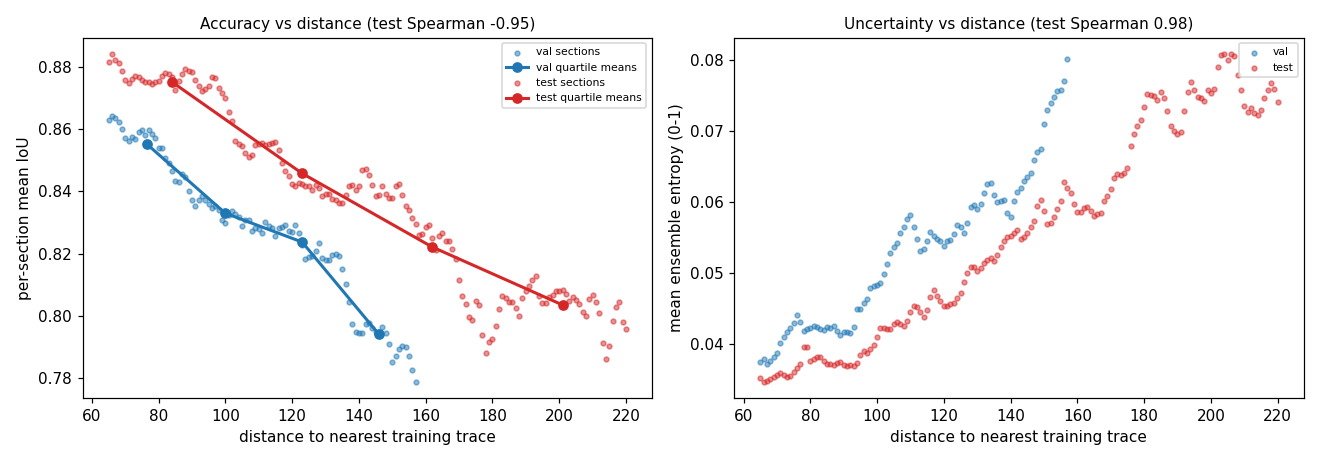 Accuracy vs distance (test Spearman -0.95)
val sections
val quartile means
test sections
test quartile means
per-section mean IoU
0.88
0.86
0.84
0.82
0.80
0.78
60 80 100 120 140 160 180 200 220
distance to nearest training trace
Uncertainty vs distance (test Spearman 0.98)
val
test
mean ensemble entropy (0-1)
0.08
0.07
0.06
0.05
0.04
60 80 100 120 140 160 180 200 220
distance to nearest training trace